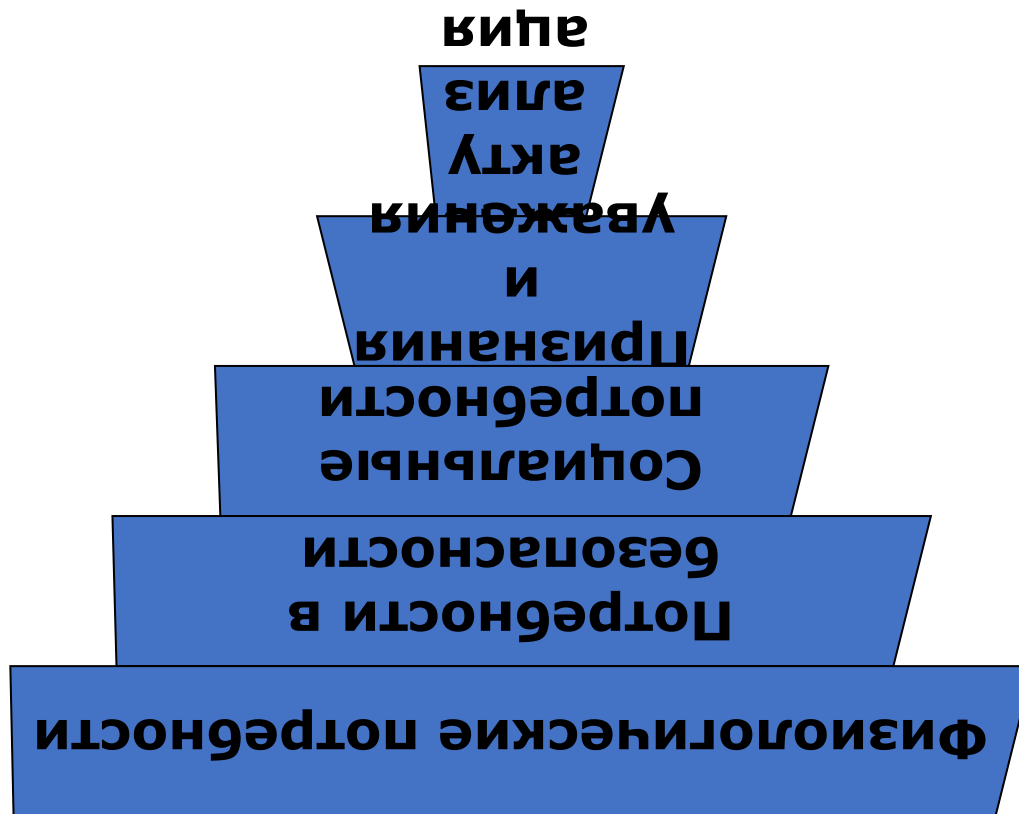 Физиологические потребности
Потребности в
безопасности
Социальные
потребности
Признания
и
уважения
акту
ализ
ация